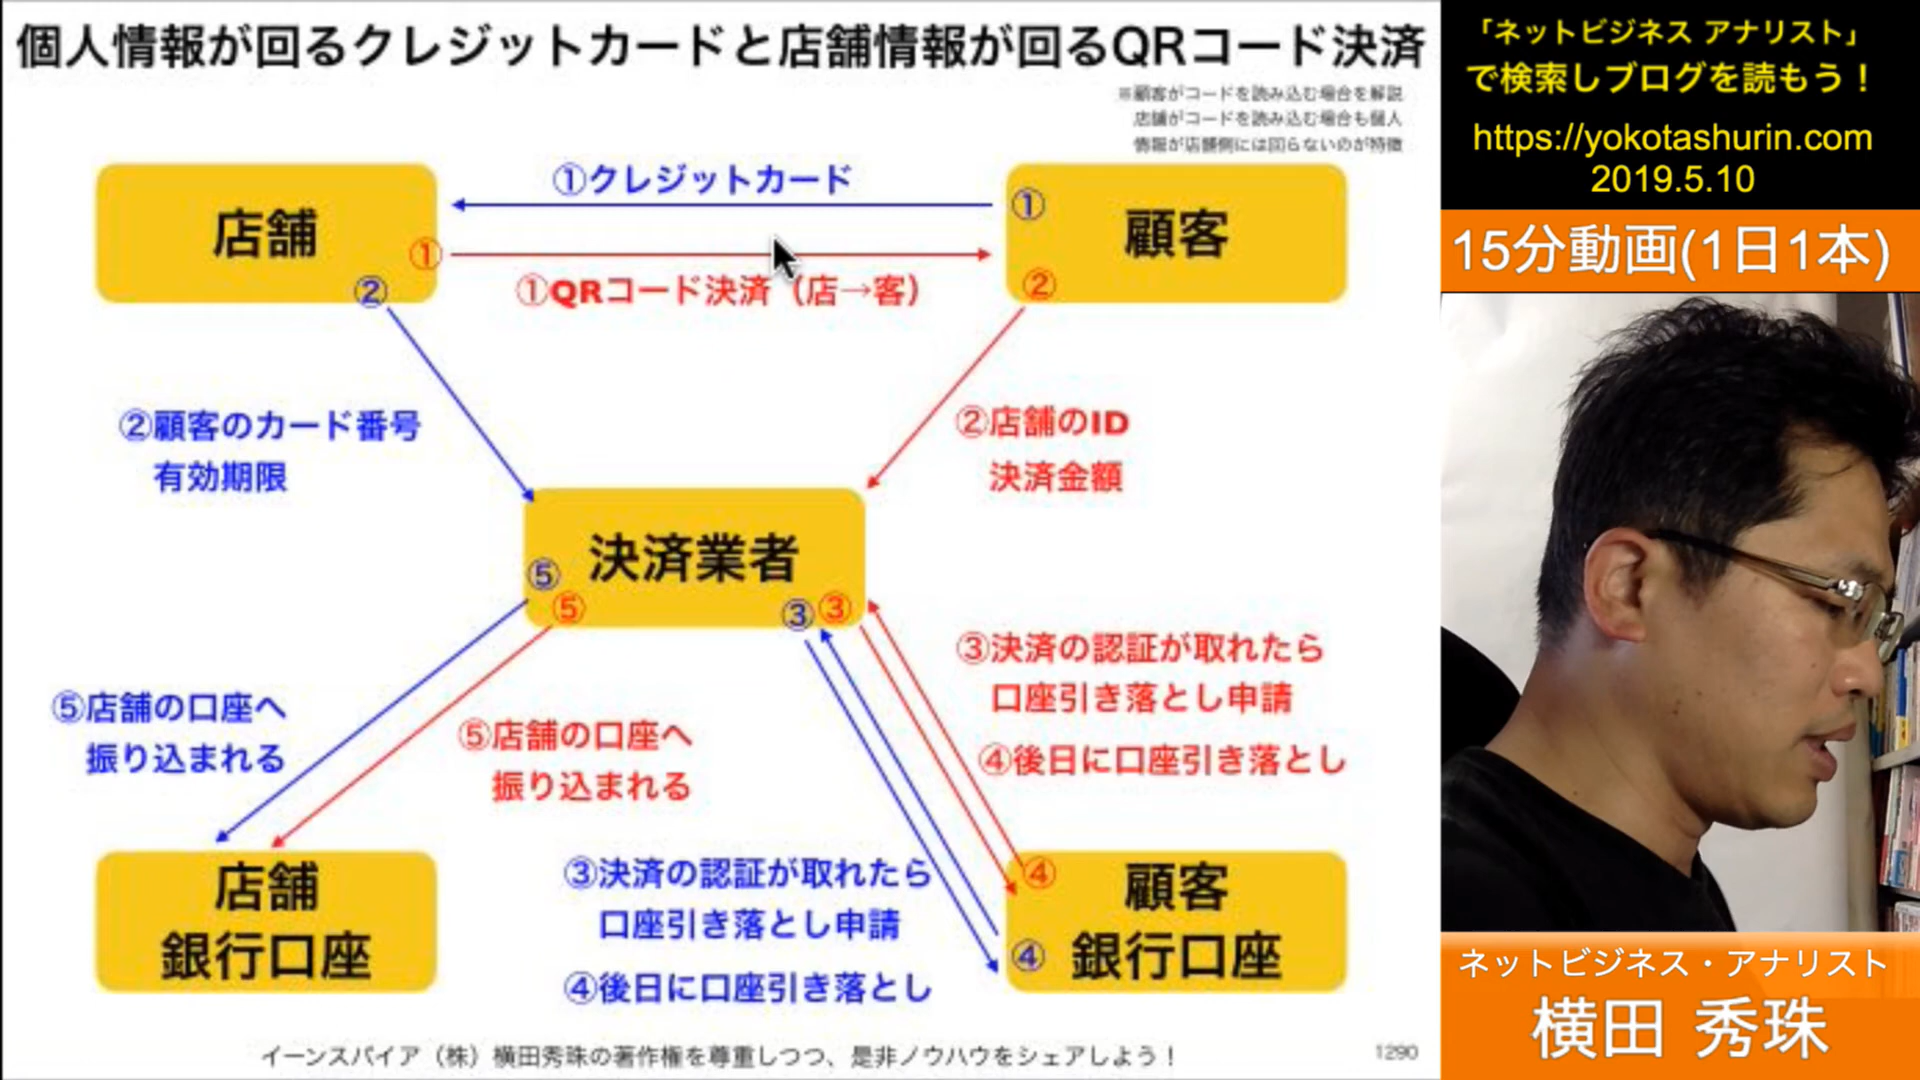 個人情報が回るクレジットカードと店舗情報が回るQRコード決済
※顧客がコードを読み込む場合を解説
店舗がコードを読み込む場合も個人
情報が店舗側には回らないのが特徴
店舗
①
②
①クレジットカード
①QRコード決済（店→客）
①
顧客
②
②顧客のカード番号
有効期限
②店舗のID
決済金額
決済業者
⑤
⑤
③
③
③決済の認証が取れたら
口座引き落とし申請
④後日に口座引き落とし
⑤店舗の口座へ
振り込まれる
⑤店舗の口座へ
振り込まれる
③決済の認証が取れたら
口座引き落とし申請
④後日に口座引き落とし
店舗
銀行口座
④
④
顧客
銀行口座
イーンスパイア（株）横田秀珠の著作権を尊重しつつ、是非ノウハウをシェアしよう！
1290
「ネットビジネス アナリスト」
で検索しブログを読もう！
https://yokotashurin.com
2019.5.10
15分動画(1日1本)
ネットビジネス・アナリスト
横田 秀珠